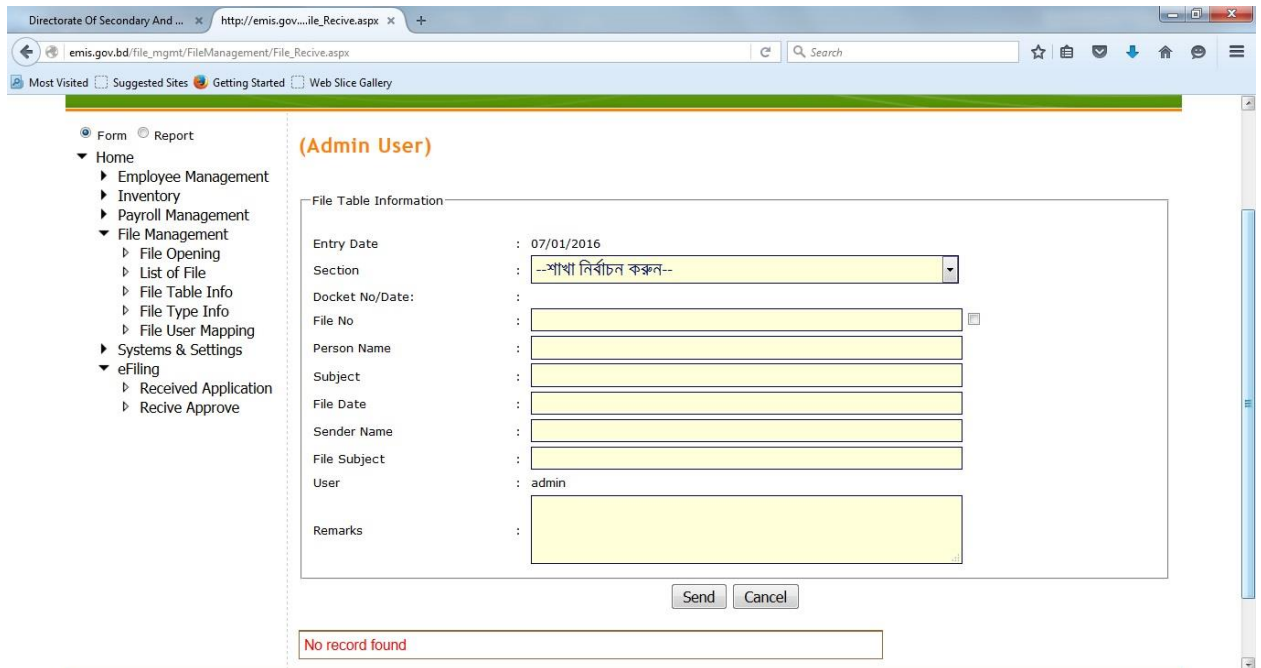 Directorate Of Secondary And ... × http://emis.gov....ile_Recive.aspx × +
emis.gov.bd/file_mgmt/FileManagement/File_Recive.aspx Search
Most Visited Suggested Sites Getting Started Web Slice Gallery
Form Report
Home
Employee Management
Inventory
Payroll Management
File Management
File Opening
List of File
File Table Info
File Type Info
File User Mapping
Systems & Settings
eFiling
Received Application
Recive Approve
(Admin User)
File Table Information
Entry Date : 07/01/2016
Section : --শাখা নির্বাচন করুন--
Docket No/Date: :
File No :
Person Name :
Subject :
File Date :
Sender Name :
File Subject :
User : admin
Remarks :
Send Cancel
No record found